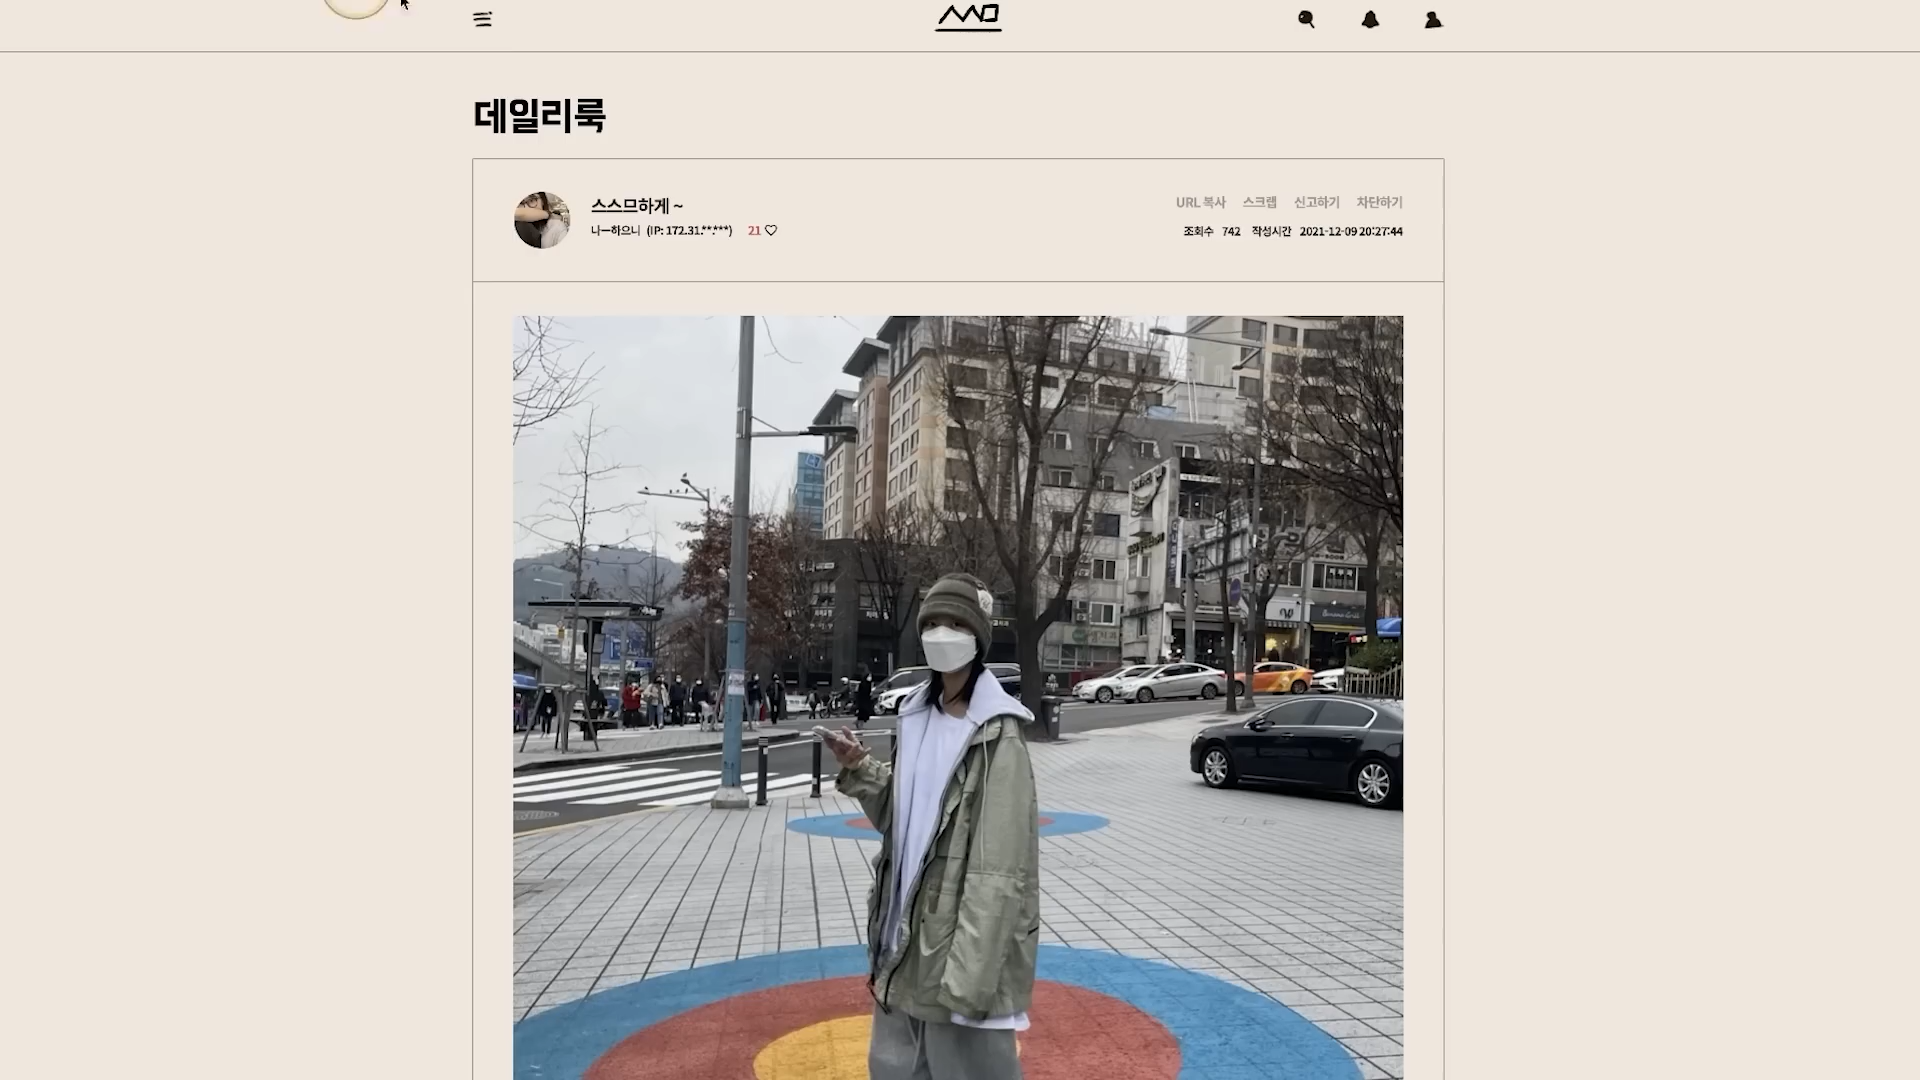 데일리룩
스스므하게 ~
URL 복사 스크랩 신고하기 차단하기
나—하으니 (IP: 172.31.**.***) 21
조회수 742 작성시간 2021-12-09 20:27:44